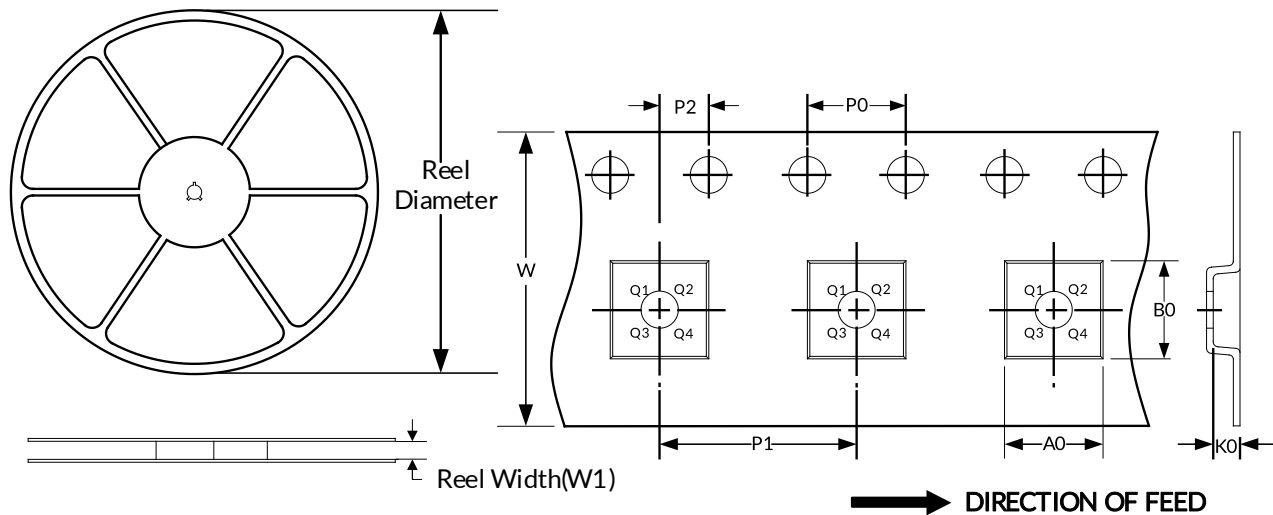 Reel
Diameter
Reel Width(W1)
P2
P0
W
Q1 Q2
Q3 Q4
Q1 Q2
Q3 Q4
Q1 Q2
Q3 Q4
B0
P1
A0
K0
DIRECTION OF FEED